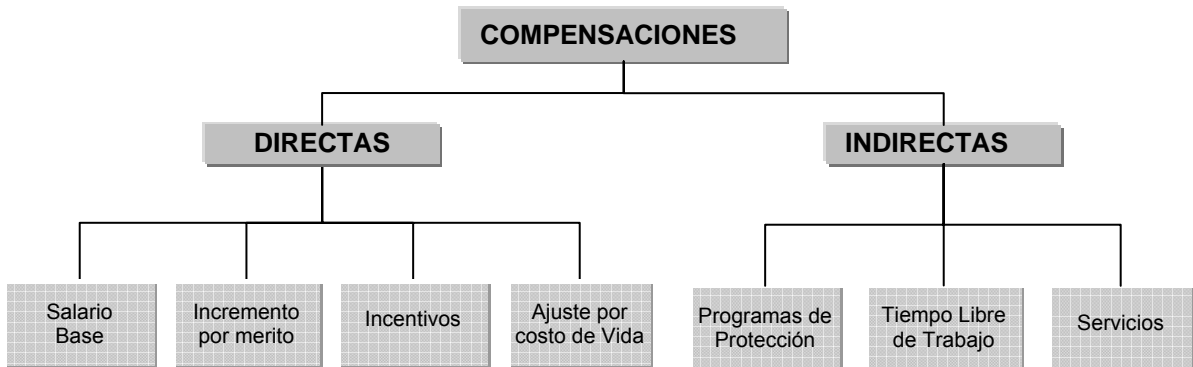 COMPENSACIONES
DIRECTAS
INDIRECTAS
Salario
Base
Incremento
por merito
Incentivos
Ajuste por
costo de Vida
Programas de
Protección
Tiempo Libre
de Trabajo
Servicios